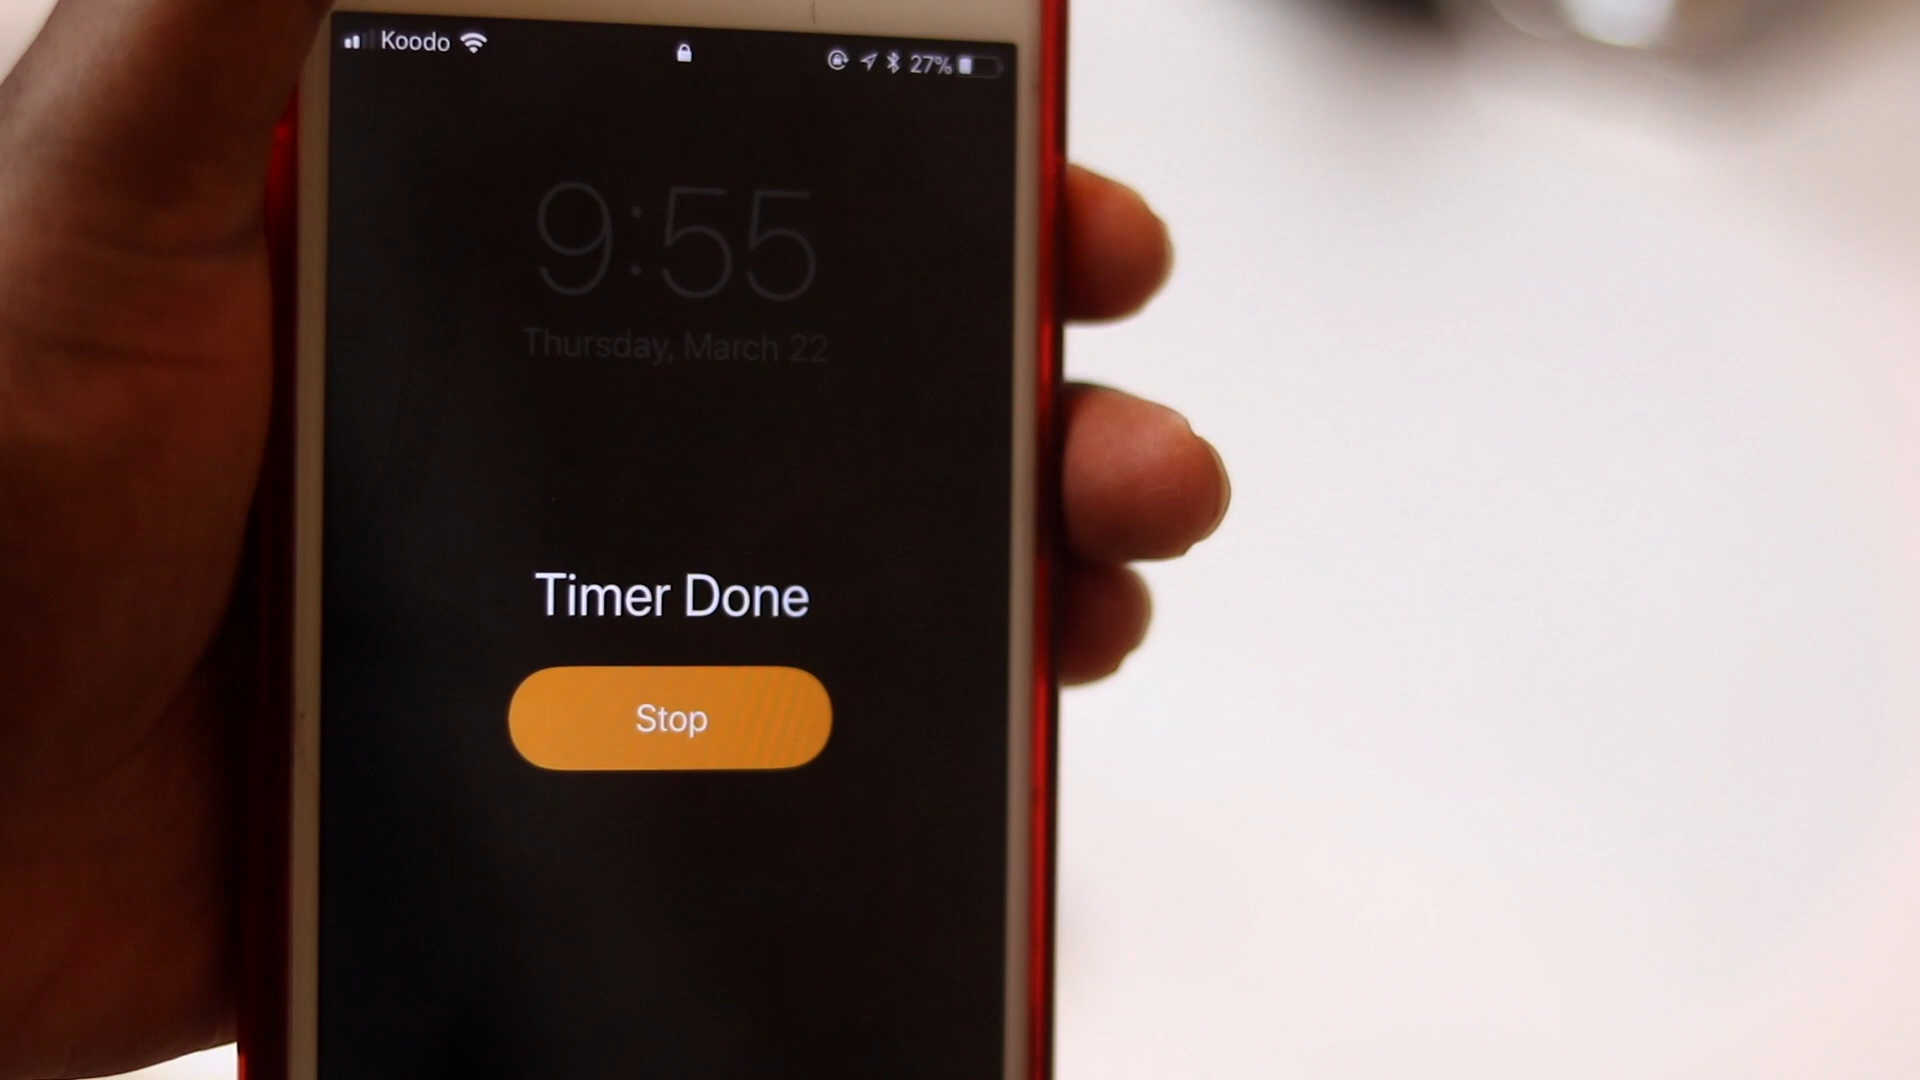 Koodo
27%
9:55
Thursday, March 22
Timer Done
Stop